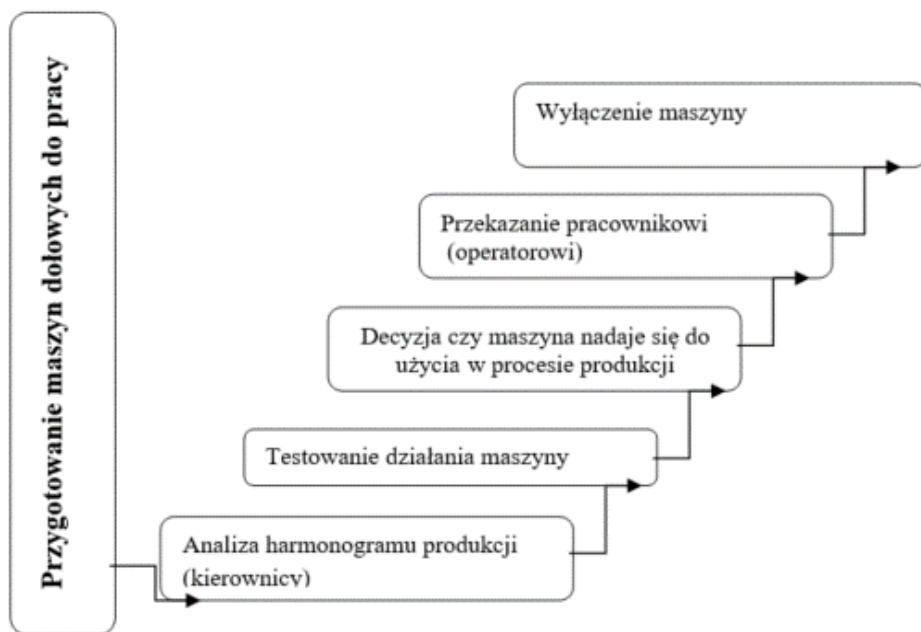 Przygotowanie maszyn dołowych do pracy
Wyłączenie maszyny
Przekazanie pracownikowi
(operatorowi)
Decyzja czy maszyna nadaje się do
użycia w procesie produkcji
Testowanie działania maszyny
Analiza harmonogramu produkcji
(kierownicy)